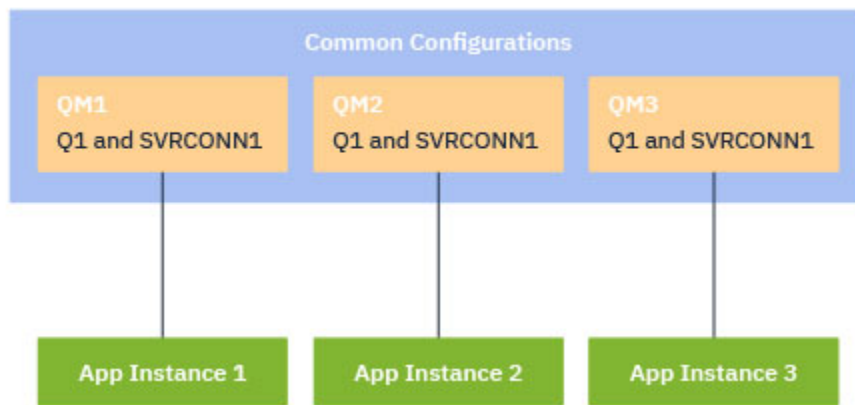 Common Configurations
QM1
Q1 and SVRCONN1
QM2
Q1 and SVRCONN1
QM3
Q1 and SVRCONN1
App Instance 1
App Instance 2
App Instance 3